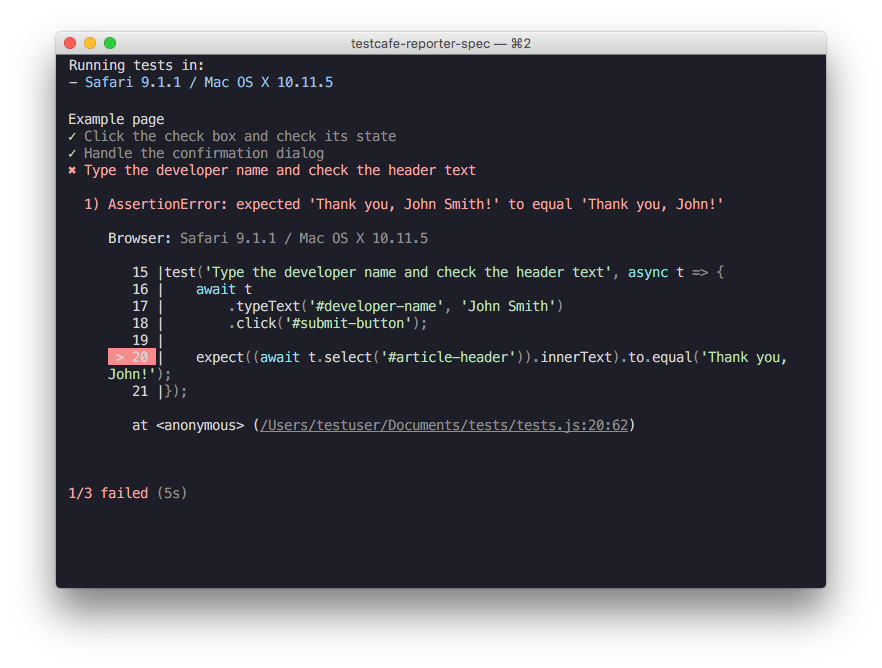 testcafe-reporter-spec — ⌘2
Running tests in:
- Safari 9.1.1 / Mac OS X 10.11.5
Example page
✓ Click the check box and check its state
✓ Handle the confirmation dialog
✖ Type the developer name and check the header text
1) AssertionError: expected 'Thank you, John Smith!' to equal 'Thank you, John!'
Browser: Safari 9.1.1 / Mac OS X 10.11.5
15 |test('Type the developer name and check the header text', async t => {
16 |    await t
17 |        .typeText('#developer-name', 'John Smith')
18 |        .click('#submit-button');
19 |
> 20 |    expect((await t.select('#article-header')).innerText).to.equal('Thank you,
John!');
21 |});
at <anonymous> (/Users/testuser/Documents/tests/tests.js:20:62)
1/3 failed (5s)